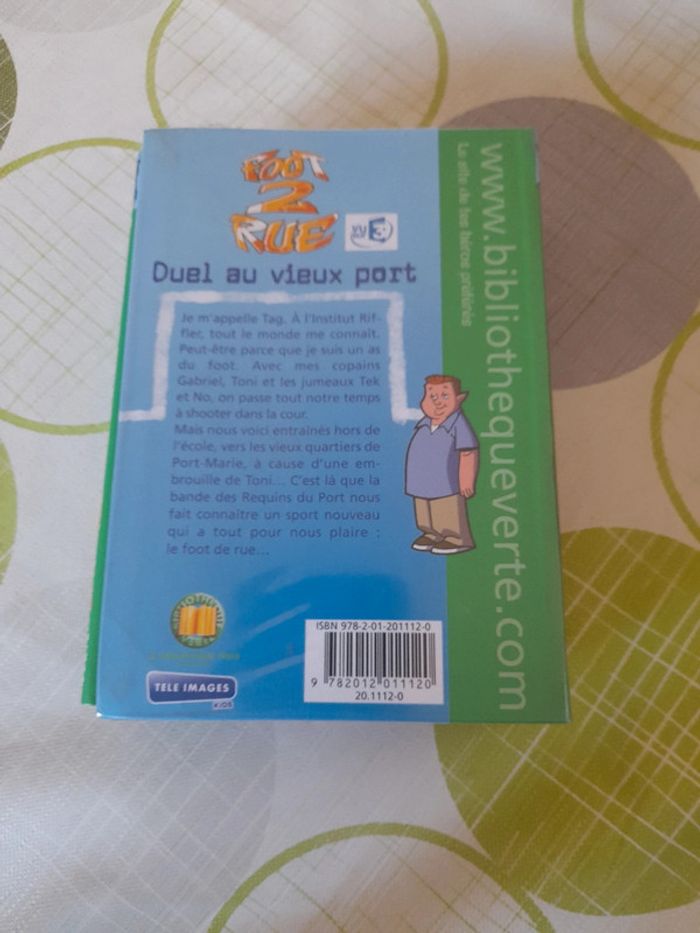 FOOT
2
RUE
VU
SUR
3
Duel au vieux port
Je m'appelle Tag. À l'Institut Rif-
fler, tout le monde me connaît.
Peut-être parce que je suis un as
du foot. Avec mes copains
Gabriel, Toni et les jumeaux Tek
et No, on passe tout notre temps
à shooter dans la cour.
Mais nous voici entraînés hors de
l'école, vers les vieux quartiers de
Port-Marie, à cause d'une em-
brouille de Toni... C'est là que la
bande des Requins du Port nous
fait connaître un sport nouveau
qui a tout pour nous plaire :
le foot de rue...
TELE IMAGES
KIDS
ISBN 978-2-01-201112-0
9 782012 011120
20.1112-0
www.bibliothequeverte.com
Le site de tes héros préférés